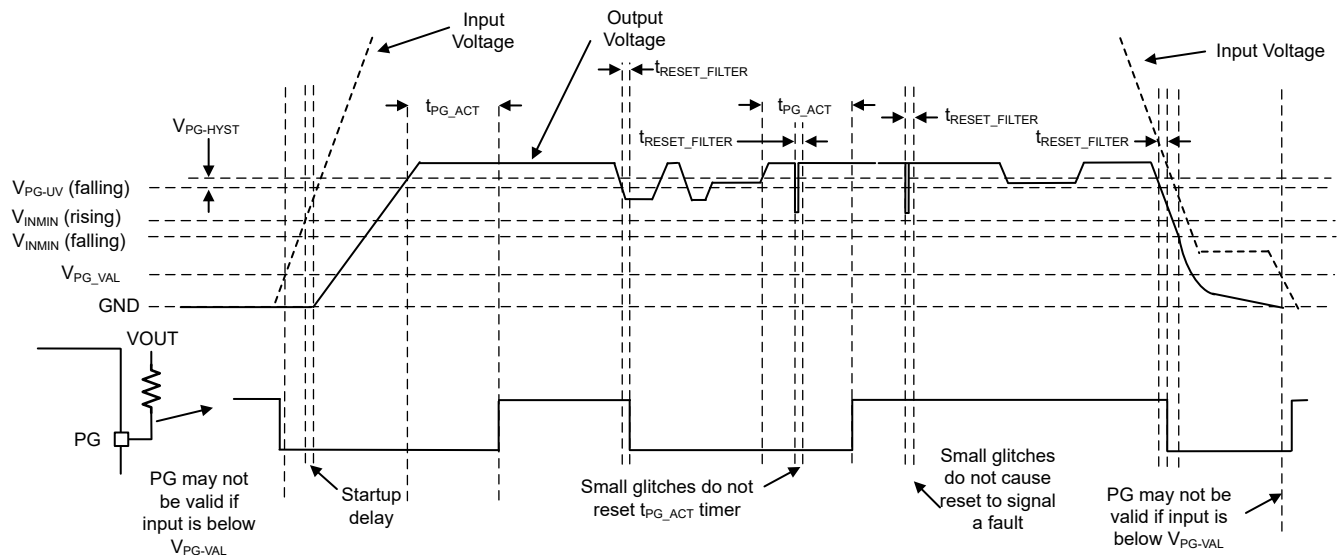 Input
Voltage
Output
Voltage
Input Voltage
tRESET_FILTER
tPG_ACT
tPG_ACT
tRESET_FILTER
tRESET_FILTER
tRESET_FILTER
VPG-HYST
VPG-UV (falling)
VINMIN (rising)
VINMIN (falling)
VPG_VAL
GND
VOUT
PG
PG may not
be valid if
input is below
VPG-VAL
Startup
delay
Small glitches do not
reset tPG_ACT timer
Small glitches
do not cause
reset to signal
a fault
PG may not be
valid if input is
below VPG-VAL